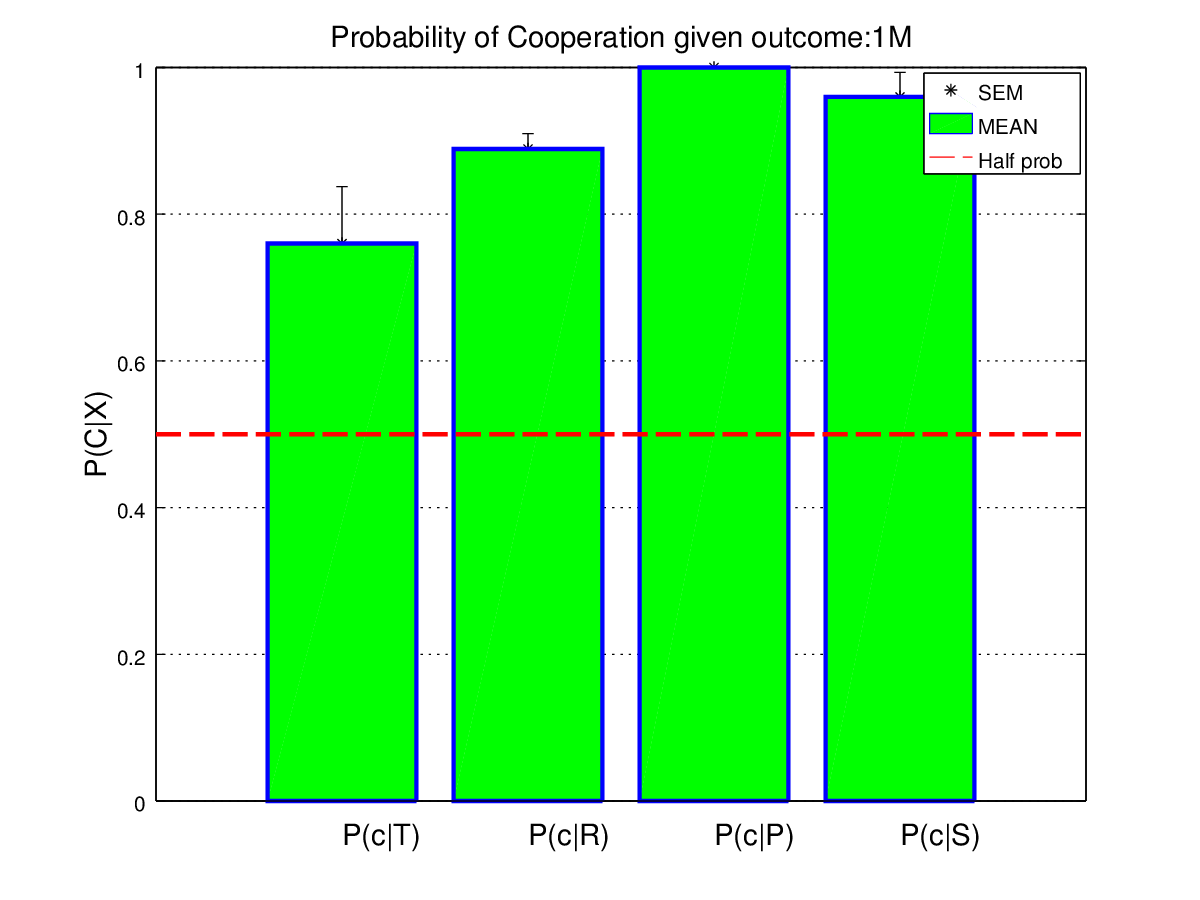 Probability of Cooperation given outcome:1M
1
0.8
0.6
0.4
0.2
0
P(C|X)
SEM
MEAN
Half prob
P(c|T) P(c|R) P(c|P) P(c|S)